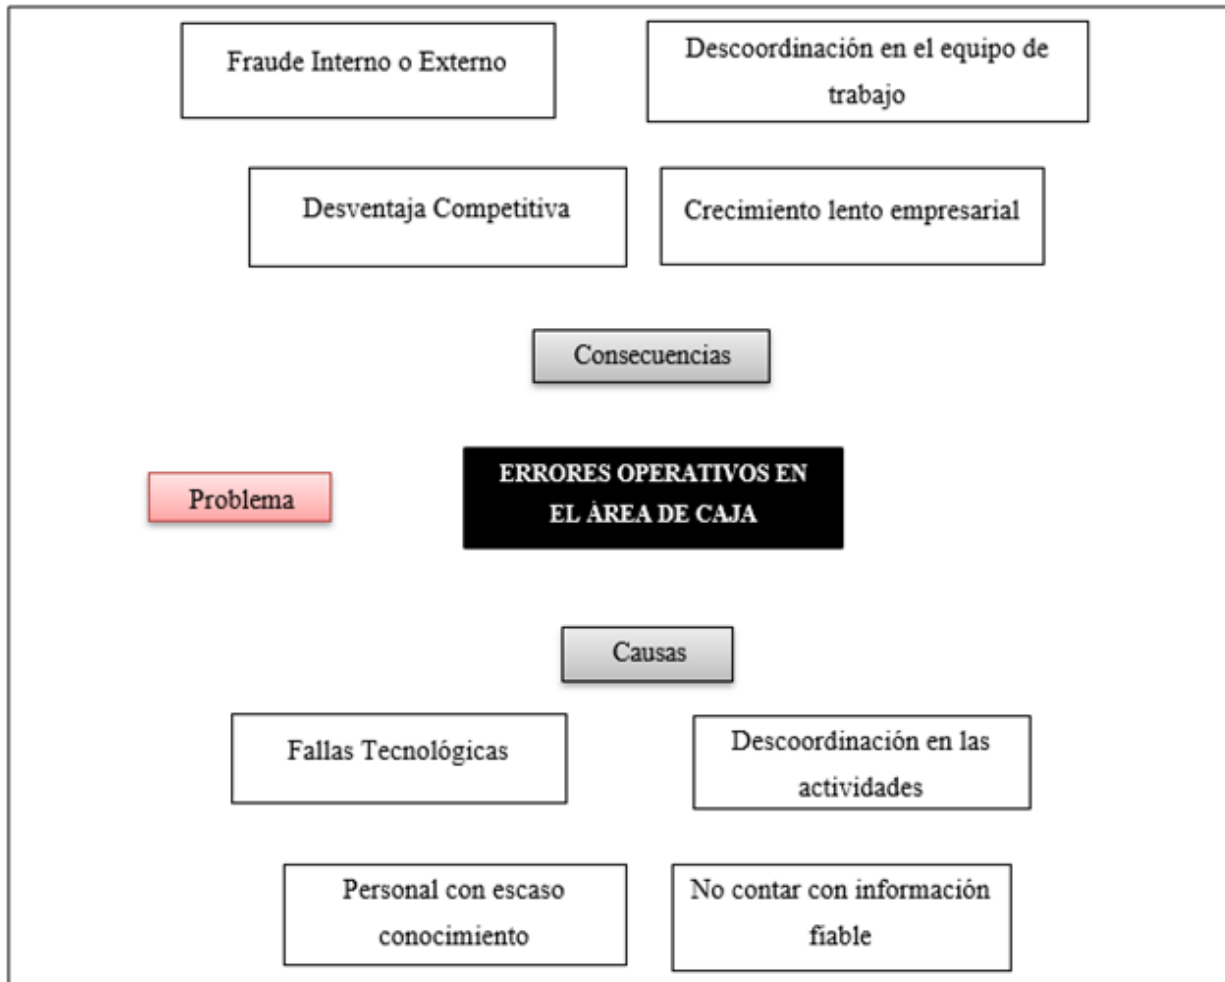 Fraude Interno o Externo
Descoordinación en el equipo de
trabajo
Desventaja Competitiva
Crecimiento lento empresarial
Consecuencias
Problema
ERRORES OPERATIVOS EN
EL ÀREA DE CAJA
Causas
Fallas Tecnológicas
Descoordinación en las
actividades
Personal con escaso
conocimiento
No contar con información
fiable